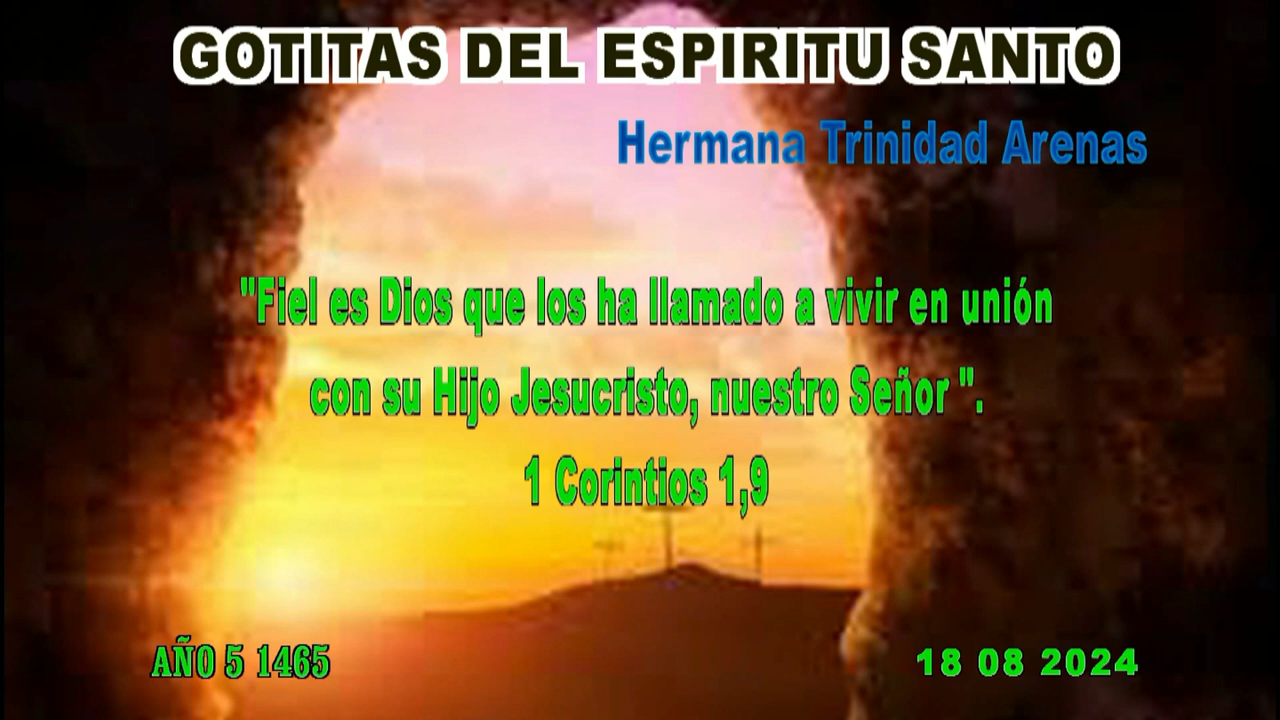 GOTITAS DEL ESPIRITU SANTO
Hermana Trinidad Arenas
"Fiel es Dios que los ha llamado a vivir en unión
con su Hijo Jesucristo, nuestro Señor ".
1 Corintios 1,9
AÑO 5 1465
18 08 2024